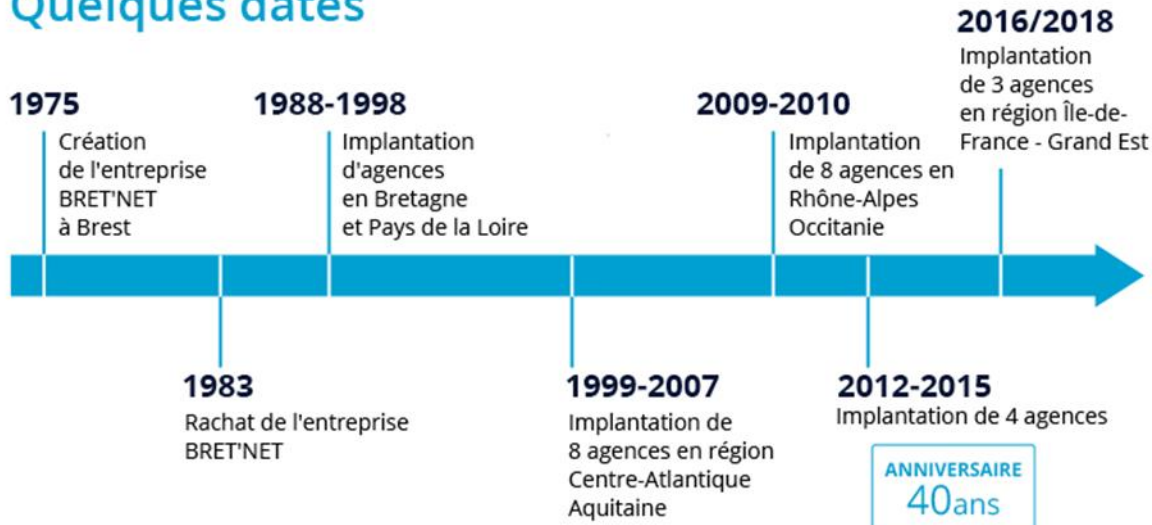 Quelques dates
1975
Création
de l'entreprise
BRET'NET
à Brest
1983
Rachat de l'entreprise
BRET'NET
1988-1998
Implantation
d'agences
en Bretagne
et Pays de la Loire
1999-2007
Implantation de
8 agences en région
Centre-Atlantique
Aquitaine
2009-2010
Implantation
de 8 agences en
Rhône-Alpes
Occitanie
2012-2015
Implantation de 4 agences
ANNIVERSAIRE
40ans
2016/2018
Implantation
de 3 agences
en région Île-de-
France - Grand Est